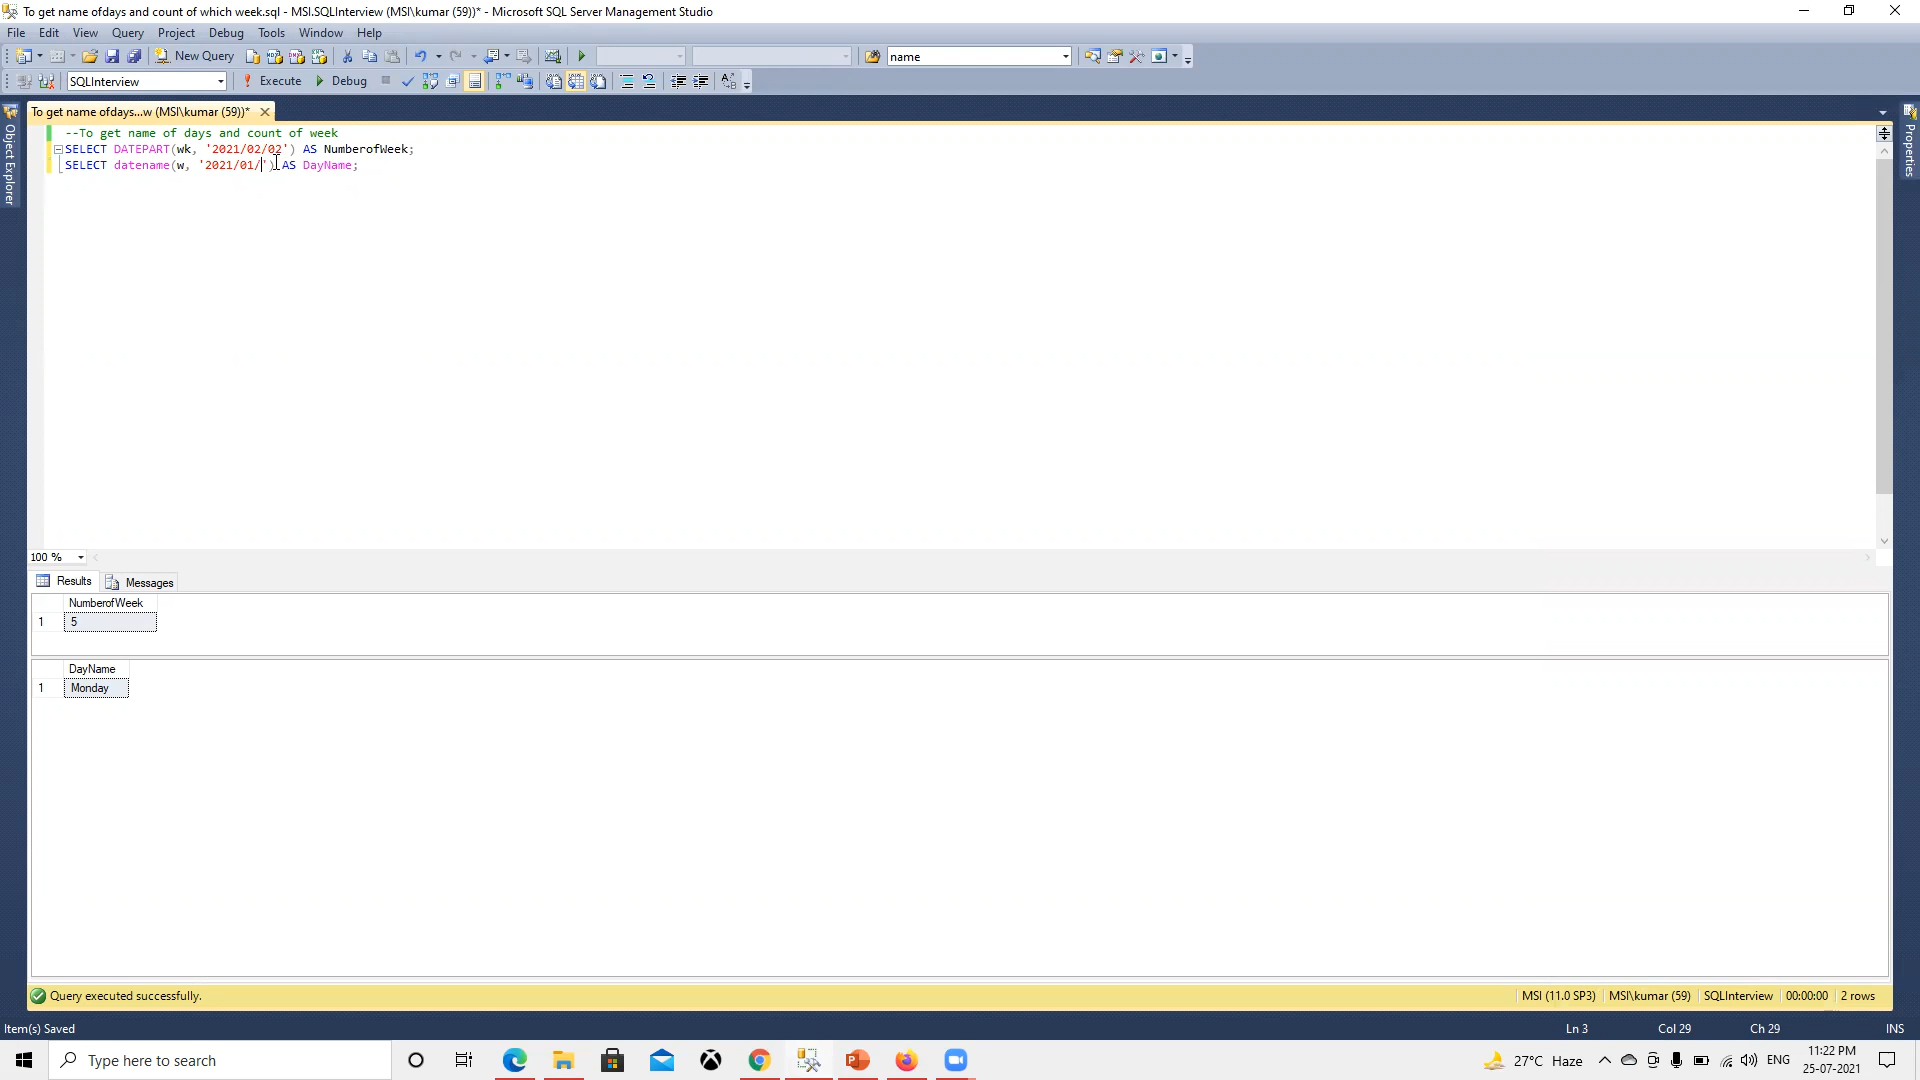 To get name ofdays and count of which week.sql - MSI.SQLInterview (MSI\kumar (59))* - Microsoft SQL Server Management Studio
File Edit View Query Project Debug Tools Window Help
New Query name
SQLInterview Execute Debug
To get name ofdays...w (MSI\kumar (59))*
--To get name of days and count of week
SELECT DATEPART(wk, '2021/02/02') AS NumberofWeek;
SELECT datename(w, '2021/01/') AS DayName;
Object Explorer
Properties
100 %
Results Messages
NumberofWeek
1 5
DayName
1 Monday
Query executed successfully. MSI (11.0 SP3) MSI\kumar (59) SQLInterview 00:00:00 2 rows
Item(s) Saved Ln 3 Col 29 Ch 29 INS
Type here to search 27°C Haze ENG 11:22 PM
25-07-2021